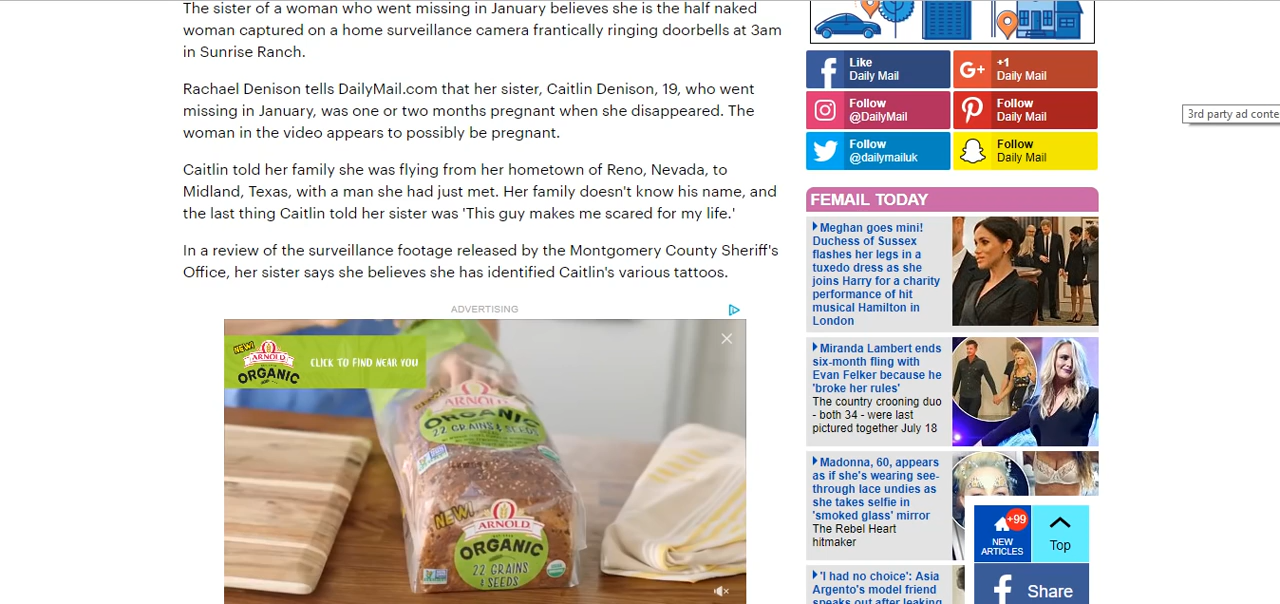 The sister of a woman who went missing in January believes she is the half naked
woman captured on a home surveillance camera frantically ringing doorbells at 3am
in Sunrise Ranch.
Rachael Denison tells DailyMail.com that her sister, Caitlin Denison, 19, who went
missing in January, was one or two months pregnant when she disappeared. The
woman in the video appears to possibly be pregnant.
Caitlin told her family she was flying from her hometown of Reno, Nevada, to
Midland, Texas, with a man she had just met. Her family doesn't know his name, and
the last thing Caitlin told her sister was 'This guy makes me scared for my life.'
In a review of the surveillance footage released by the Montgomery County Sheriff's
Office, her sister says she believes she has identified Caitlin's various tattoos.
ADVERTISING
NEW!
ARNOLD
ORGANIC
CLICK TO FIND NEAR YOU
ARNOLD
ORGANIC
22 GRAINS & SEEDS
NEW!
ARNOLD
ORGANIC
22 GRAINS
& SEEDS
Like
Daily Mail
G+
+1
Daily Mail
Follow
@DailyMail
Follow
Daily Mail
Follow
@dailymailuk
Follow
Daily Mail
3rd party ad conte
FEMAIL TODAY
Meghan goes mini!
Duchess of Sussex
flashes her legs in a
tuxedo dress as she
joins Harry for a charity
performance of hit
musical Hamilton in
London
Miranda Lambert ends
six-month fling with
Evan Felker because he
'broke her rules'
The country crooning duo
- both 34 - were last
pictured together July 18
Madonna, 60, appears
as if she's wearing see-
through lace undies as
she takes selfie in
'smoked glass' mirror
The Rebel Heart
hitmaker
'I had no choice': Asia
Argento's model friend
speaks out after leaking
+99
NEW
ARTICLES
Top
Share